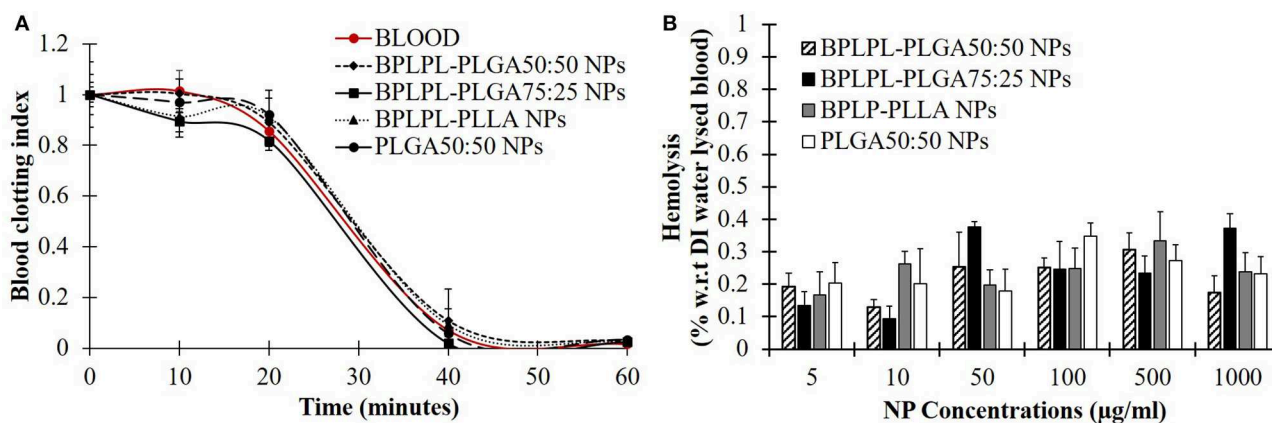 A
Blood clotting index
1.2
1
0.8
0.6
0.4
0.2
0
BLOOD
BPLPL-PLGA50:50 NPs
BPLPL-PLGA75:25 NPs
BPLPL-PLLA NPs
PLGA50:50 NPs
0 10 20 30 40 50 60
Time (minutes)
B
Hemolysis
(% w.r.t DI water lysed blood)
1
0.9
0.8
0.7
0.6
0.5
0.4
0.3
0.2
0.1
0
BPLPL-PLGA50:50 NPs
BPLPL-PLGA75:25 NPs
BPLP-PLLA NPs
PLGA50:50 NPs
5 10 50 100 500 1000
NP Concentrations (µg/ml)